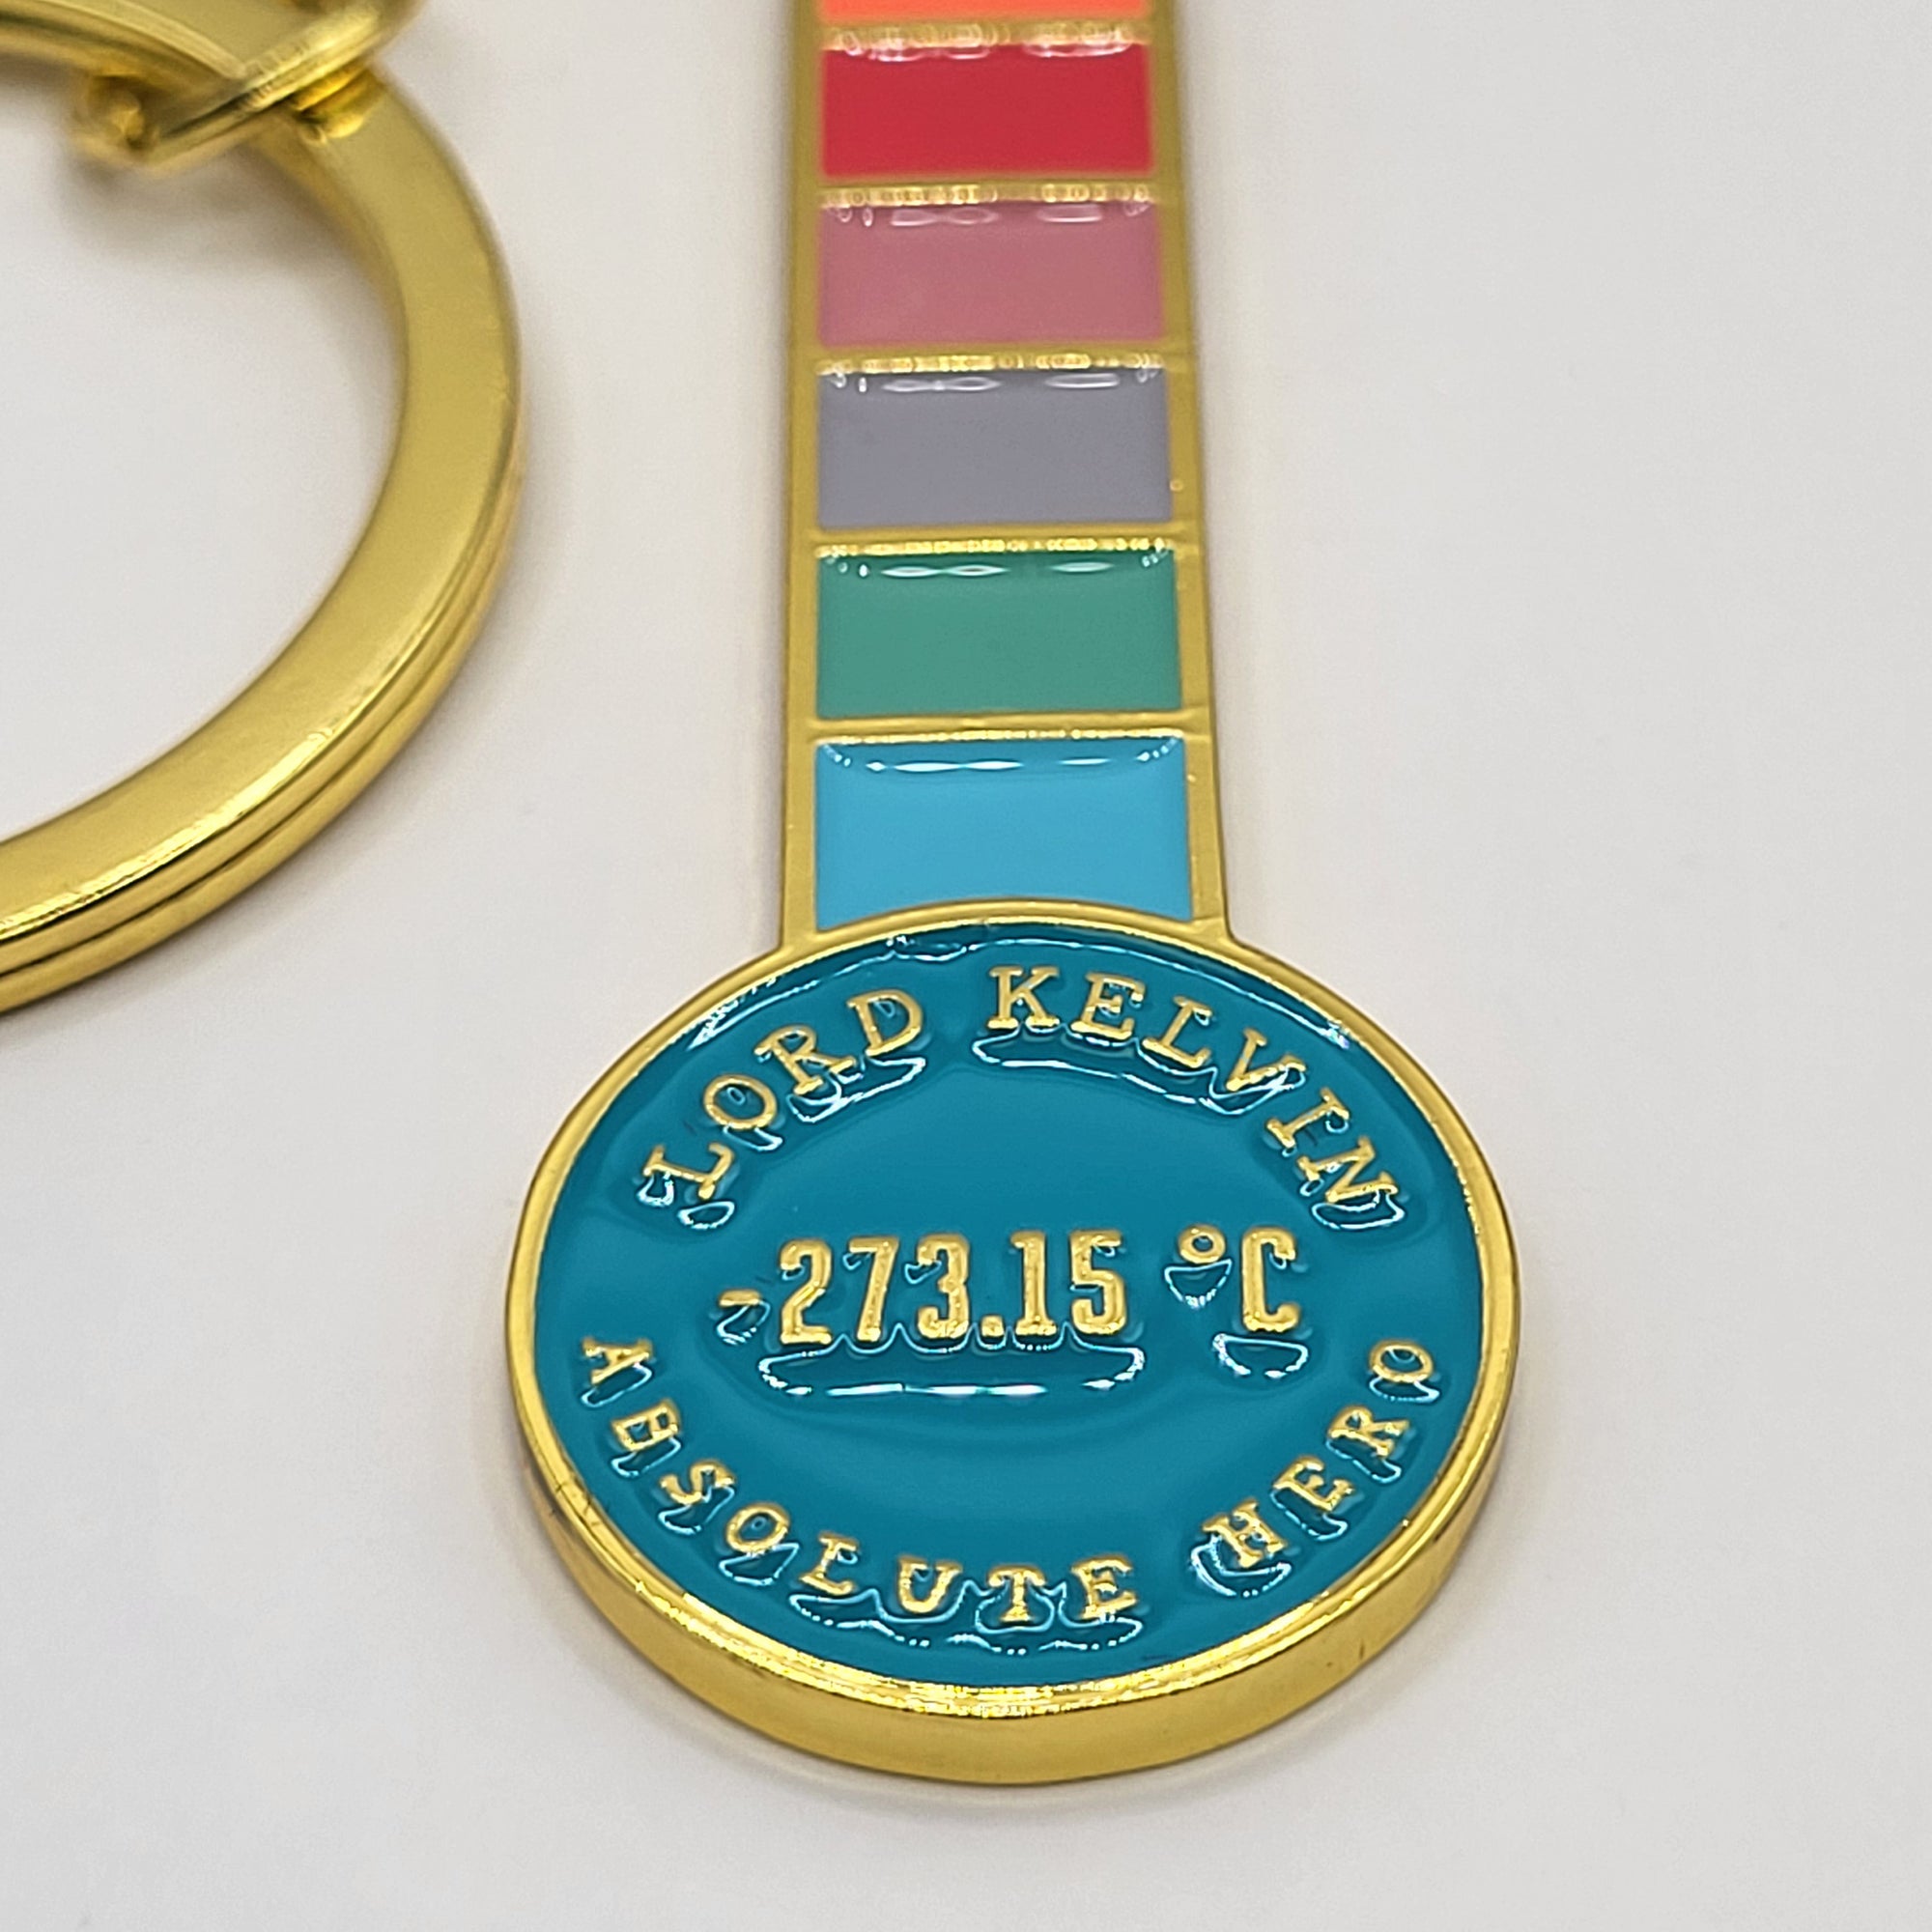 LORD KELVIN
-273.15 °C
ABSOLUTE HERO